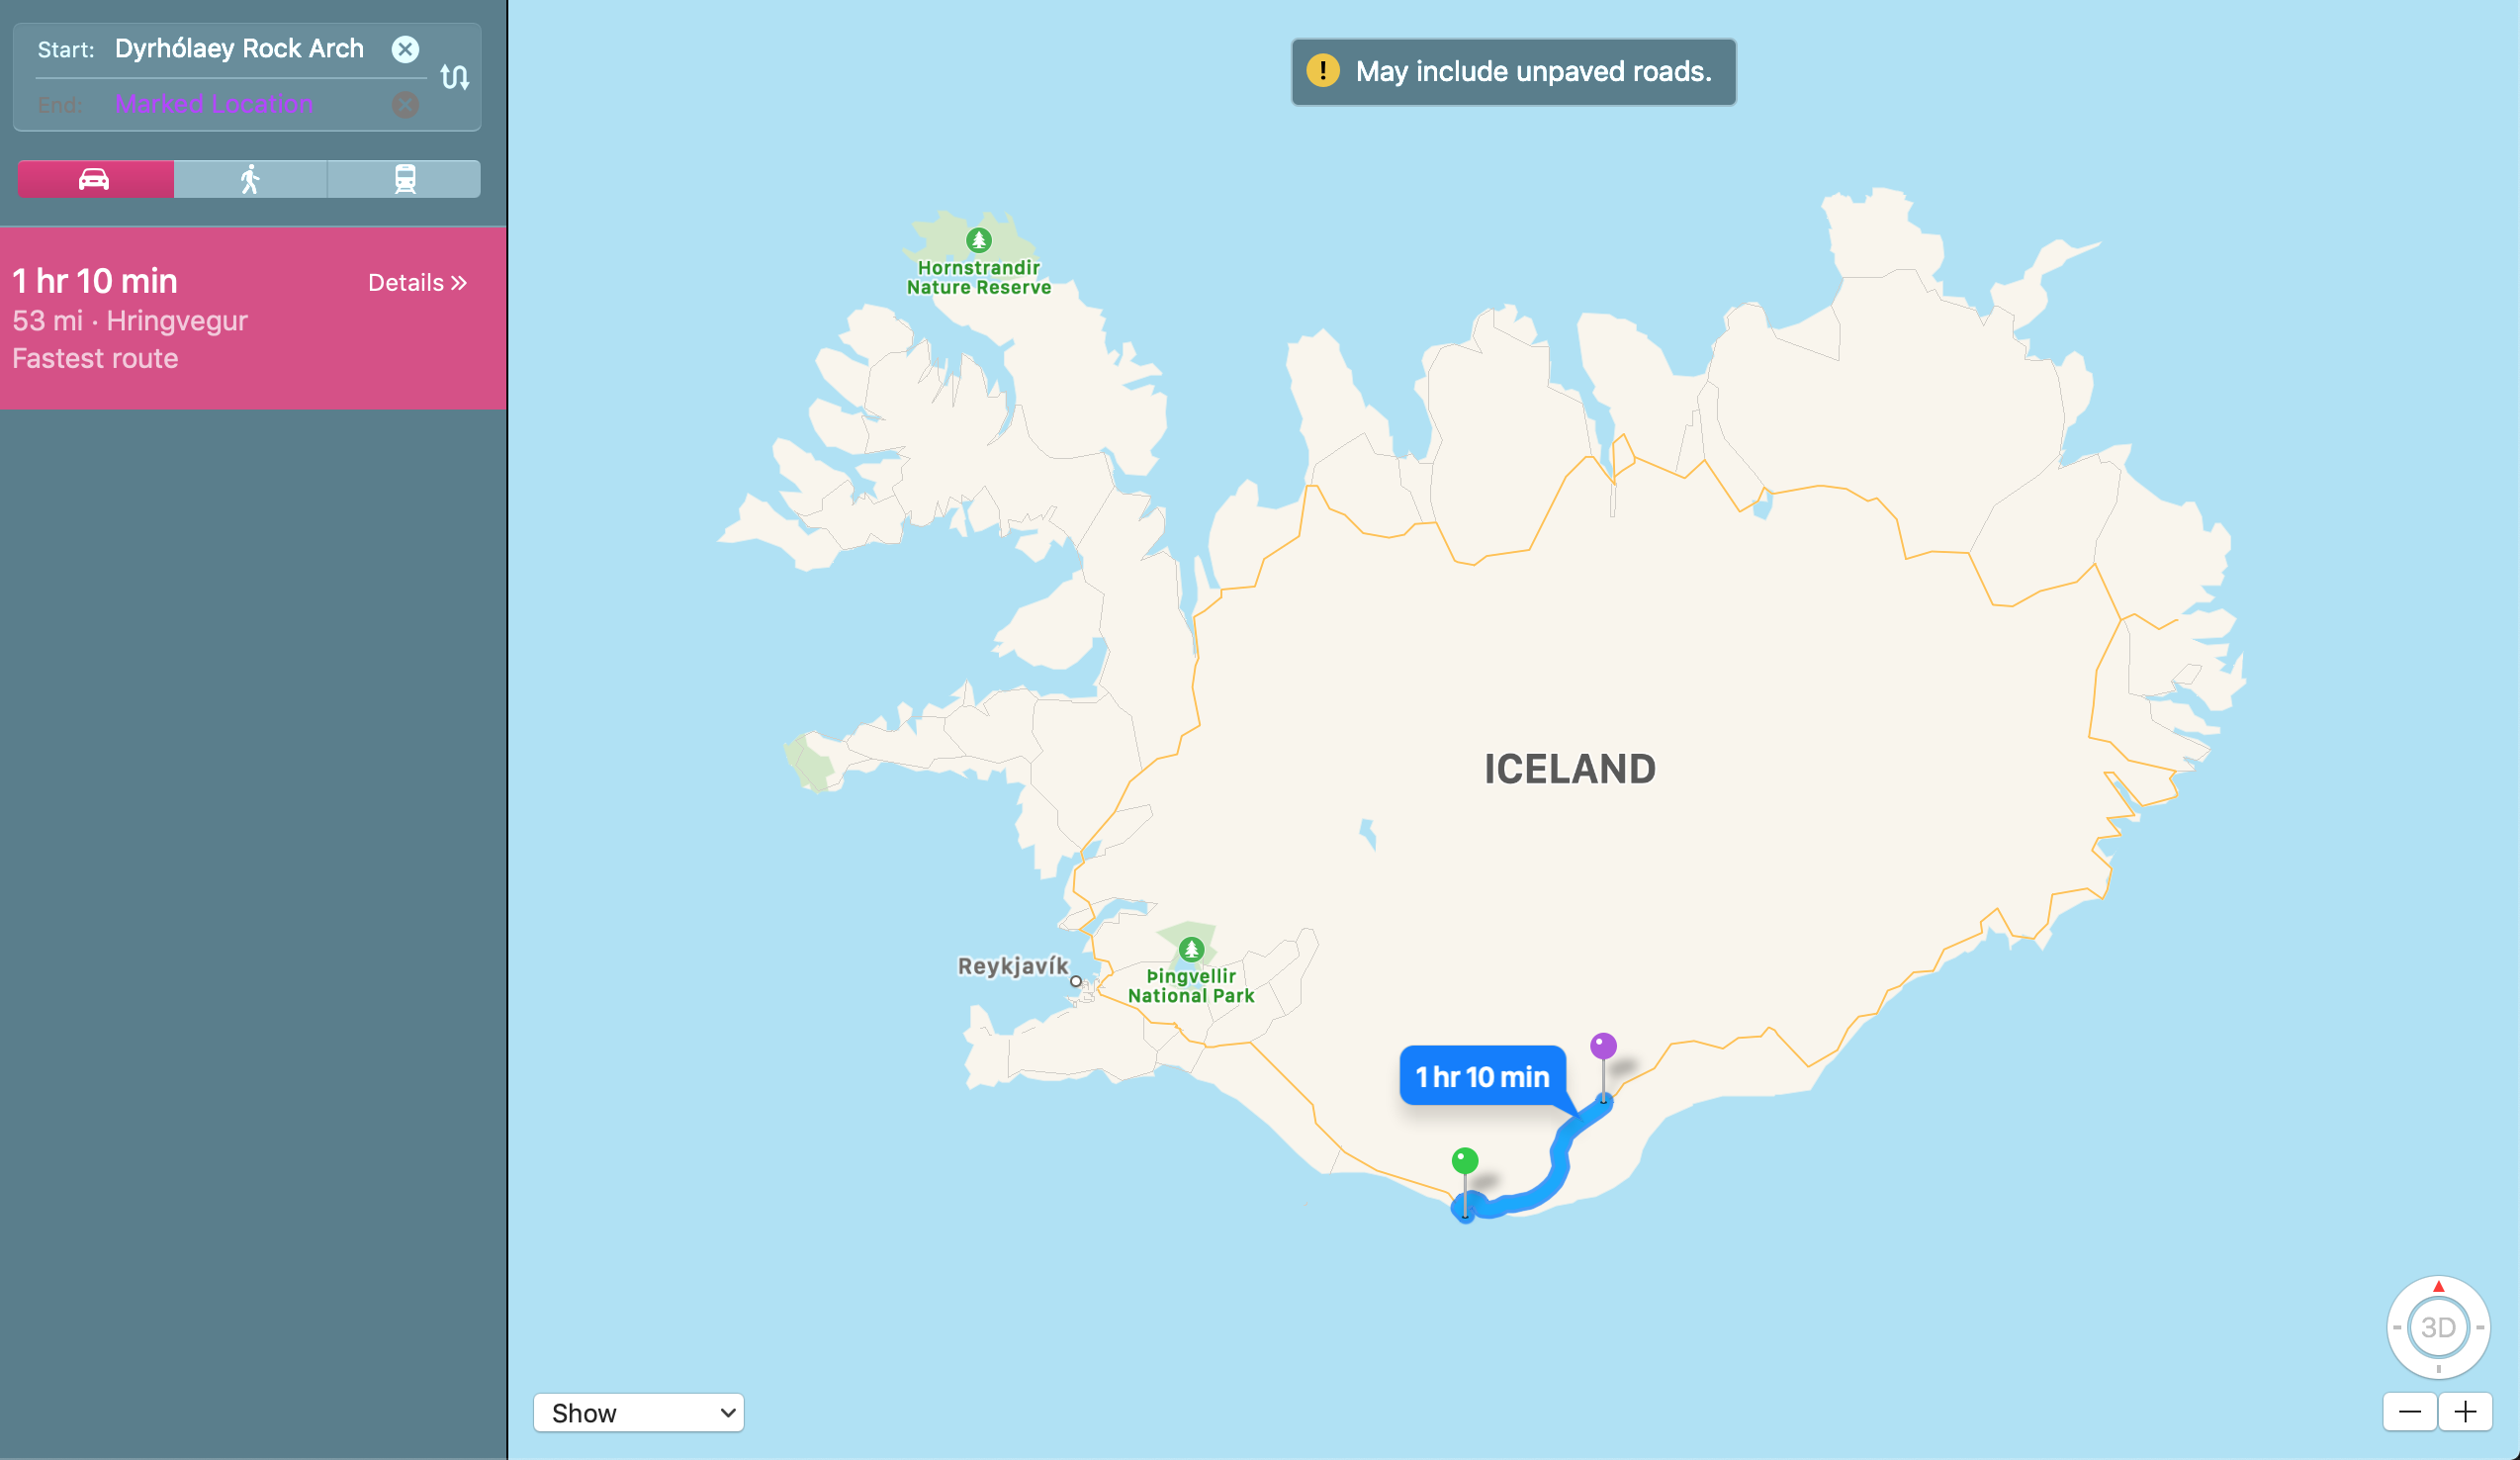 Start: Dyrhólaey Rock Arch
End: Marked Location
1 hr 10 min
Details »
53 mi · Hringvegur
Fastest route
! May include unpaved roads.
Hornstrandir
Nature Reserve
ICELAND
Reykjavík
Þingvellir
National Park
1 hr 10 min
3D
Show